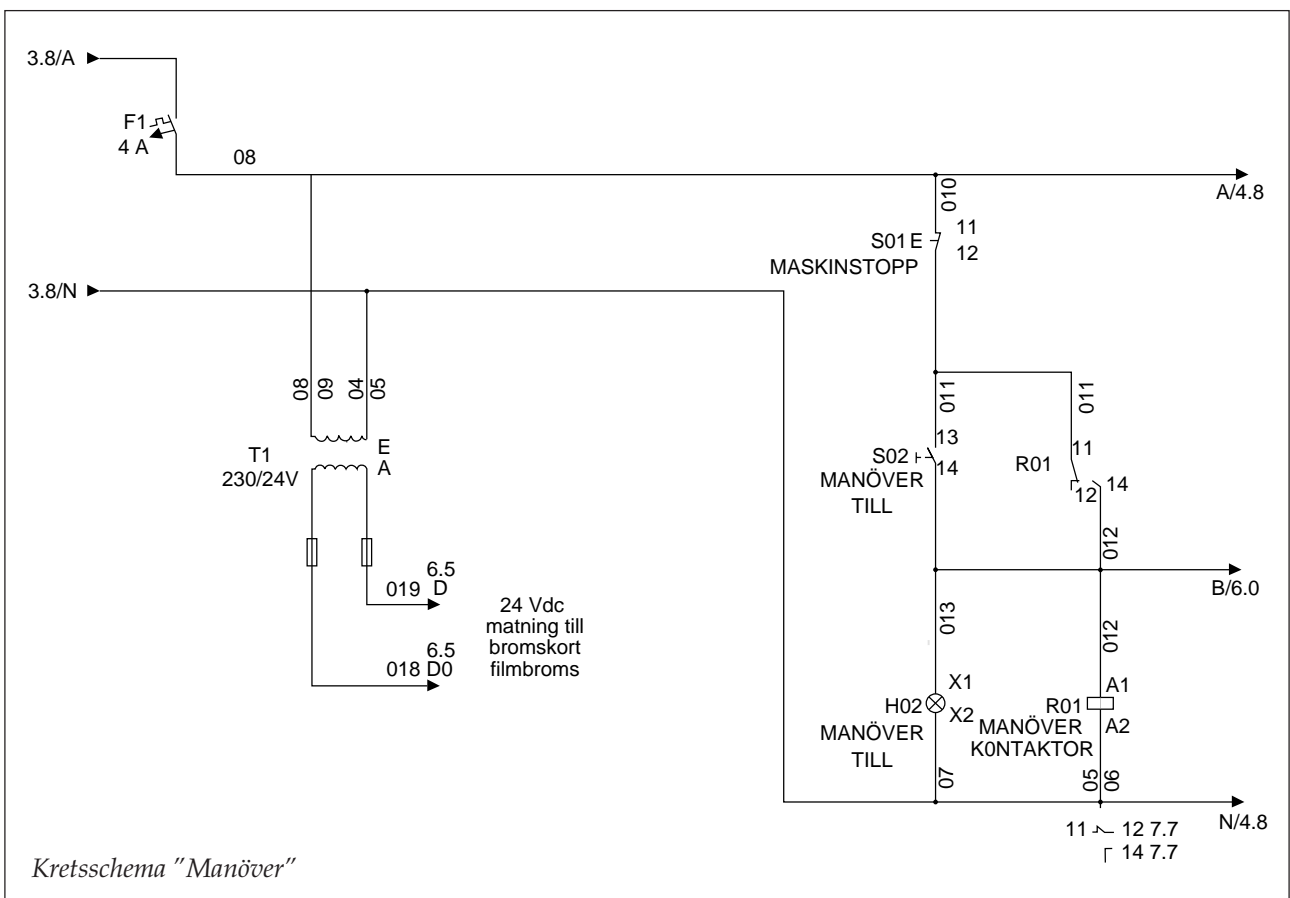 3.8/A
F1
4 A
08
A/4.8
010
S01 E
11
12
MASKINSTOPP
3.8/N
08
09
04
05
011
011
T1
230/24V
E
A
13
S02
14
MANÖVER
TILL
11
R01
12
14
012
B/6.0
6.5
019
D
24 Vdc
matning till
bromskort
filmbroms
6.5
018 D0
013
012
X1
H02
X2
MANÖVER
TILL
A1
R01
A2
MANÖVER
K0NTAKTOR
07
05
06
N/4.8
11
12 7.7
14 7.7
Kretsschema "Manöver"